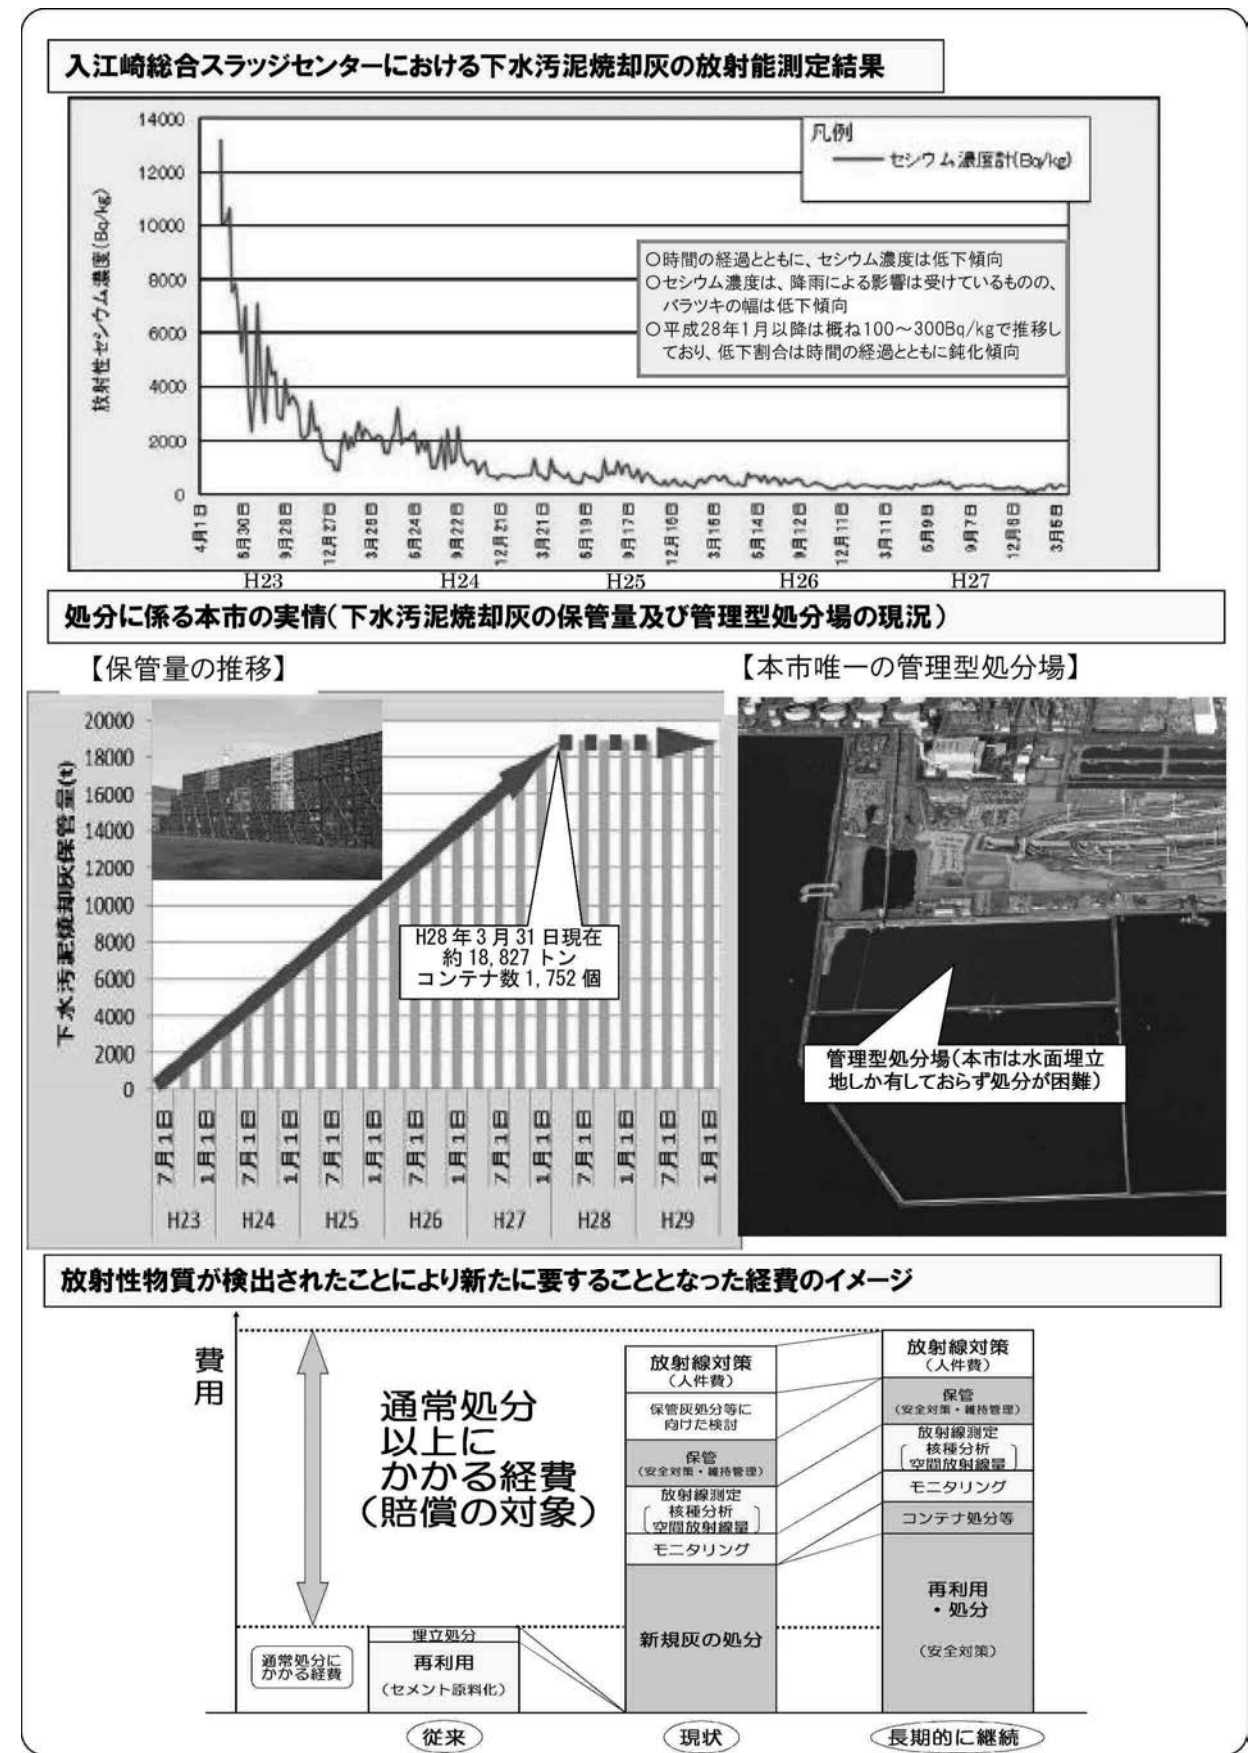 入江崎総合スラッジセンターにおける下水汚泥焼却灰の放射能測定結果
14000
12000
10000
8000
6000
4000
2000
0
放射性セシウム濃度(Bq/kg)
凡例
セシウム濃度計(Bq/kg)
○時間の経過とともに、セシウム濃度は低下傾向
○セシウム濃度は、降雨による影響は受けているものの、
バラツキの幅は低下傾向
○平成28年1月以降は概ね100～300Bq/kgで推移し
ており、低下割合は時間の経過とともに鈍化傾向
4月1日
6月30日
9月28日
12月27日
3月26日
6月24日
9月22日
12月21日
3月21日
6月19日
9月17日
12月16日
3月16日
6月14日
9月12日
12月11日
3月11日
6月9日
9月7日
12月6日
3月5日
H23 H24 H25 H26 H27
処分に係る本市の実情(下水汚泥焼却灰の保管量及び管理型処分場の現況)
【保管量の推移】
下水汚泥焼却灰保管量(t)
20000
18000
16000
14000
12000
10000
8000
6000
4000
2000
0
H28年3月31日現在
約18,827トン
コンテナ数1,752個
7月1日
1月1日
7月1日
1月1日
7月1日
1月1日
7月1日
1月1日
7月1日
1月1日
7月1日
1月1日
7月1日
1月1日
H23 H24 H25 H26 H27 H28 H29
【本市唯一の管理型処分場】
管理型処分場(本市は水面埋立
地しか有しておらず処分が困難)
放射性物質が検出されたことにより新たに要することとなった経費のイメージ
費用
通常処分
以上に
かかる経費
(賠償の対象)
通常処分に
かかる経費
埋立処分
再利用
(セメント原料化)
従来
放射線対策
(人件費)
保管灰処分等に
向けた検討
保管
(安全対策・維持管理)
放射線測定
核種分析
空間放射線量
モニタリング
新規灰の処分
現状
放射線対策
(人件費)
保管
(安全対策・維持管理)
放射線測定
核種分析
空間放射線量
モニタリング
コンテナ処分等
再利用
・処分
(安全対策)
長期的に継続